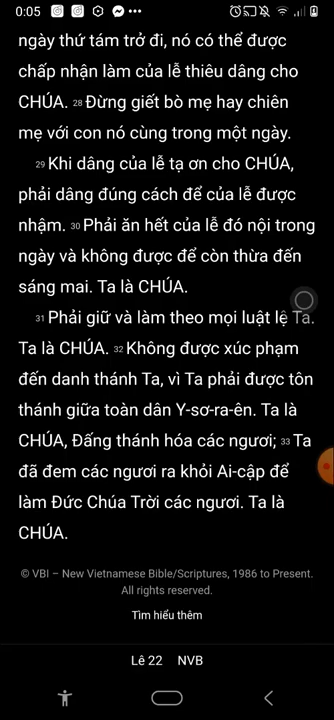 0:05
ngày thứ tám trở đi, nó có thể được
chấp nhận làm của lễ thiêu dâng cho
CHÚA. 28 Đừng giết bò mẹ hay chiên
mẹ với con nó cùng trong một ngày.
29 Khi dâng của lễ tạ ơn cho CHÚA,
phải dâng đúng cách để của lễ được
nhậm. 30 Phải ăn hết của lễ đó nội trong
ngày và không được để còn thừa đến
sáng mai. Ta là CHÚA.
31 Phải giữ và làm theo mọi luật lệ Ta.
Ta là CHÚA. 32 Không được xúc phạm
đến danh thánh Ta, vì Ta phải được tôn
thánh giữa toàn dân Y-sơ-ra-ên. Ta là
CHÚA, Đấng thánh hóa các ngươi; 33 Ta
đã đem các ngươi ra khỏi Ai-cập để
làm Đức Chúa Trời các ngươi. Ta là
CHÚA.
© VBI – New Vietnamese Bible/Scriptures, 1986 to Present.
All rights reserved.
Tìm hiểu thêm
Lê 22 NVB